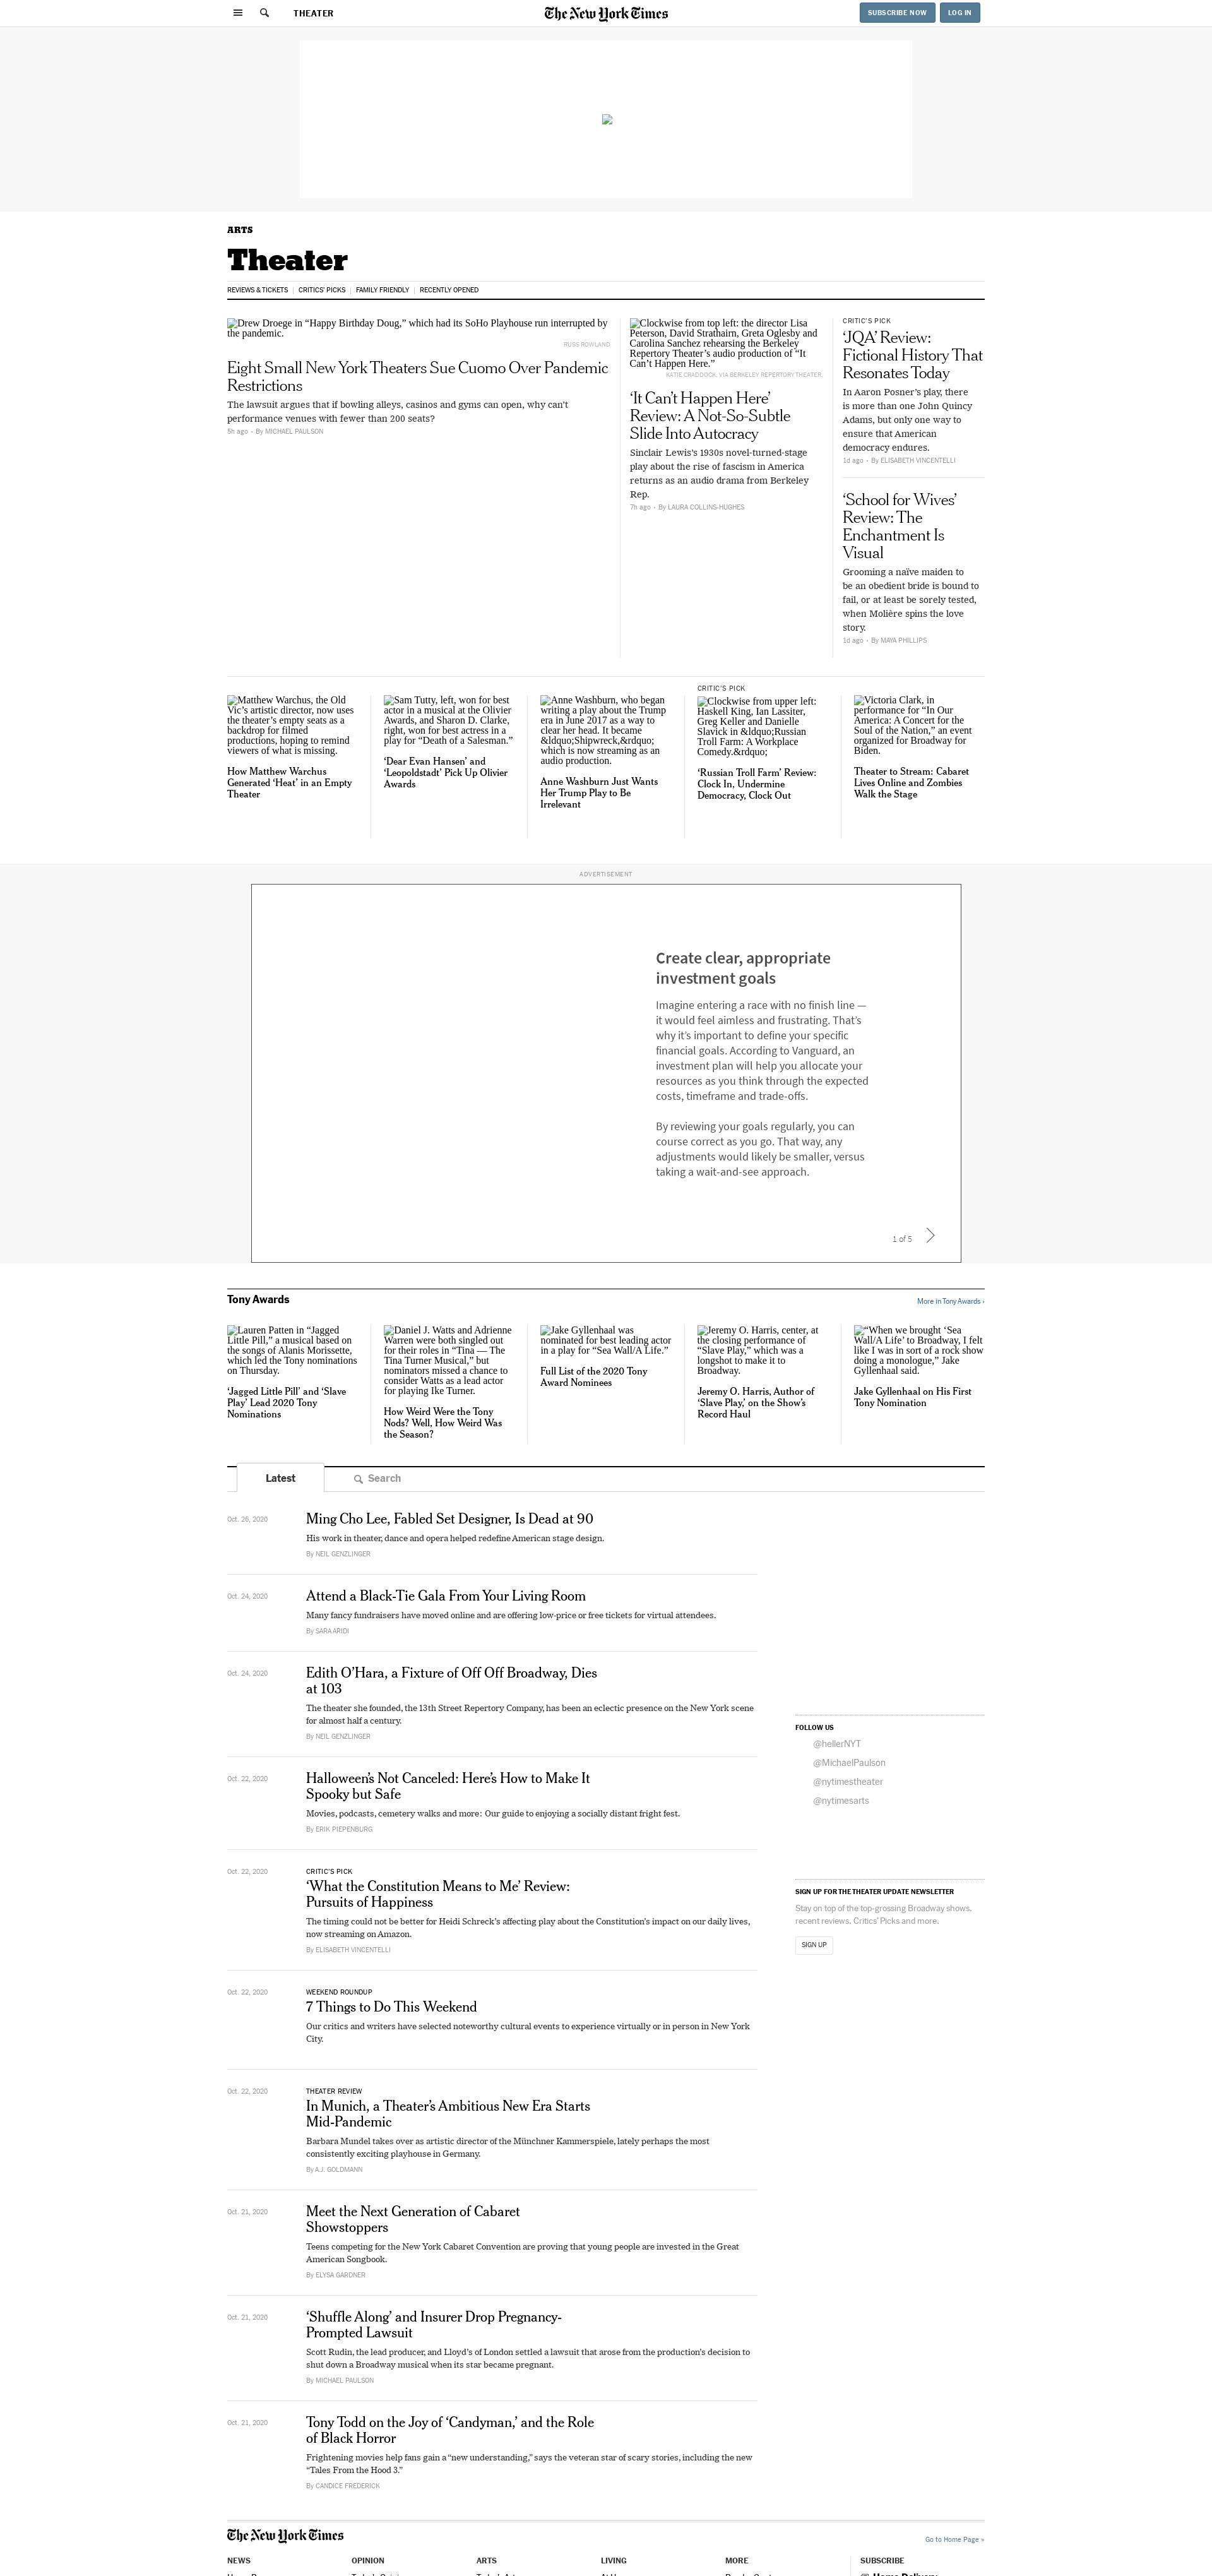 THEATER
The New York Times
SUBSCRIBE NOW
LOG IN
ARTS
Theater
REVIEWS & TICKETS
CRITICS' PICKS
FAMILY FRIENDLY
RECENTLY OPENED
Drew Droege in “Happy Birthday Doug,” which had its SoHo Playhouse run interrupted by
the pandemic.
RUSS ROWLAND
Eight Small New York Theaters Sue Cuomo Over Pandemic
Restrictions
The lawsuit argues that if bowling alleys, casinos and gyms can open, why can’t
performance venues with fewer than 200 seats?
5h ago • By MICHAEL PAULSON
Clockwise from top left: the director Lisa
Peterson, David Strathairn, Greta Oglesby and
Carolina Sanchez rehearsing the Berkeley
Repertory Theater’s audio production of “It
Can’t Happen Here.”
KATIE CRADDOCK, VIA BERKELEY REPERTORY THEATER.
‘It Can’t Happen Here’
Review: A Not-So-Subtle
Slide Into Autocracy
Sinclair Lewis’s 1930s novel-turned-stage
play about the rise of fascism in America
returns as an audio drama from Berkeley
Rep.
7h ago • By LAURA COLLINS-HUGHES
CRITIC’S PICK
‘JQA’ Review:
Fictional History That
Resonates Today
In Aaron Posner’s play, there
is more than one John Quincy
Adams, but only one way to
ensure that American
democracy endures.
1d ago • By ELISABETH VINCENTELLI
‘School for Wives’
Review: The
Enchantment Is
Visual
Grooming a naïve maiden to
be an obedient bride is bound to
fail, or at least be sorely tested,
when Molière spins the love
story.
1d ago • By MAYA PHILLIPS
Matthew Warchus, the Old
Vic’s artistic director, now uses
the theater’s empty seats as a
backdrop for filmed
productions, hoping to remind
viewers of what is missing.
How Matthew Warchus
Generated ‘Heat’ in an Empty
Theater
Sam Tutty, left, won for best
actor in a musical at the Olivier
Awards, and Sharon D. Clarke,
right, won for best actress in a
play for “Death of a Salesman.”
‘Dear Evan Hansen’ and
‘Leopoldstadt’ Pick Up Olivier
Awards
Anne Washburn, who began
writing a play about the Trump
era in June 2017 as a way to
clear her head. It became
&ldquo;Shipwreck,&rdquo;
which is now streaming as an
audio production.
Anne Washburn Just Wants
Her Trump Play to Be
Irrelevant
CRITIC’S PICK
Clockwise from upper left:
Haskell King, Ian Lassiter,
Greg Keller and Danielle
Slavick in &ldquo;Russian
Troll Farm: A Workplace
Comedy.&rdquo;
‘Russian Troll Farm’ Review:
Clock In, Undermine
Democracy, Clock Out
Victoria Clark, in
performance for “In Our
America: A Concert for the
Soul of the Nation,” an event
organized for Broadway for
Biden.
Theater to Stream: Cabaret
Lives Online and Zombies
Walk the Stage
ADVERTISEMENT
Create clear, appropriate
investment goals
Imagine entering a race with no finish line —
it would feel aimless and frustrating. That’s
why it’s important to define your specific
financial goals. According to Vanguard, an
investment plan will help you allocate your
resources as you think through the expected
costs, timeframe and trade-offs.
By reviewing your goals regularly, you can
course correct as you go. That way, any
adjustments would likely be smaller, versus
taking a wait-and-see approach.
1 of 5
Tony Awards
More in Tony Awards ›
Lauren Patten in “Jagged
Little Pill,” a musical based on
the songs of Alanis Morissette,
which led the Tony nominations
on Thursday.
‘Jagged Little Pill’ and ‘Slave
Play’ Lead 2020 Tony
Nominations
Daniel J. Watts and Adrienne
Warren were both singled out
for their roles in “Tina — The
Tina Turner Musical,” but
nominators missed a chance to
consider Watts as a lead actor
for playing Ike Turner.
How Weird Were the Tony
Nods? Well, How Weird Was
the Season?
Jake Gyllenhaal was
nominated for best leading actor
in a play for “Sea Wall/A Life.”
Full List of the 2020 Tony
Award Nominees
Jeremy O. Harris, center, at
the closing performance of
“Slave Play,” which was a
longshot to make it to
Broadway.
Jeremy O. Harris, Author of
‘Slave Play,’ on the Show’s
Record Haul
“When we brought ‘Sea
Wall/A Life’ to Broadway, I felt
like I was in sort of a rock show
doing a monologue,” Jake
Gyllenhaal said.
Jake Gyllenhaal on His First
Tony Nomination
Latest
Search
Oct. 26, 2020
Ming Cho Lee, Fabled Set Designer, Is Dead at 90
His work in theater, dance and opera helped redefine American stage design.
By NEIL GENZLINGER
Oct. 24, 2020
Attend a Black-Tie Gala From Your Living Room
Many fancy fundraisers have moved online and are offering low-price or free tickets for virtual attendees.
By SARA ARIDI
Oct. 24, 2020
Edith O’Hara, a Fixture of Off Off Broadway, Dies
at 103
The theater she founded, the 13th Street Repertory Company, has been an eclectic presence on the New York scene
for almost half a century.
By NEIL GENZLINGER
Oct. 22, 2020
Halloween’s Not Canceled: Here’s How to Make It
Spooky but Safe
Movies, podcasts, cemetery walks and more: Our guide to enjoying a socially distant fright fest.
By ERIK PIEPENBURG
Oct. 22, 2020
CRITIC’S PICK
‘What the Constitution Means to Me’ Review:
Pursuits of Happiness
The timing could not be better for Heidi Schreck’s affecting play about the Constitution’s impact on our daily lives,
now streaming on Amazon.
By ELISABETH VINCENTELLI
Oct. 22, 2020
WEEKEND ROUNDUP
7 Things to Do This Weekend
Our critics and writers have selected noteworthy cultural events to experience virtually or in person in New York
City.
Oct. 22, 2020
THEATER REVIEW
In Munich, a Theater’s Ambitious New Era Starts
Mid-Pandemic
Barbara Mundel takes over as artistic director of the Münchner Kammerspiele, lately perhaps the most
consistently exciting playhouse in Germany.
By A.J. GOLDMANN
Oct. 21, 2020
Meet the Next Generation of Cabaret
Showstoppers
Teens competing for the New York Cabaret Convention are proving that young people are invested in the Great
American Songbook.
By ELYSA GARDNER
Oct. 21, 2020
‘Shuffle Along’ and Insurer Drop Pregnancy-
Prompted Lawsuit
Scott Rudin, the lead producer, and Lloyd’s of London settled a lawsuit that arose from the production’s decision to
shut down a Broadway musical when its star became pregnant.
By MICHAEL PAULSON
Oct. 21, 2020
Tony Todd on the Joy of ‘Candyman,’ and the Role
of Black Horror
Frightening movies help fans gain a “new understanding,” says the veteran star of scary stories, including the new
“Tales From the Hood 3.”
By CANDICE FREDERICK
FOLLOW US
@hellerNYT
@MichaelPaulson
@nytimestheater
@nytimesarts
SIGN UP FOR THE THEATER UPDATE NEWSLETTER
Stay on top of the top-grossing Broadway shows,
recent reviews, Critics’ Picks and more.
SIGN UP
The New York Times
Go to Home Page »
NEWS
OPINION
ARTS
LIVING
MORE
SUBSCRIBE